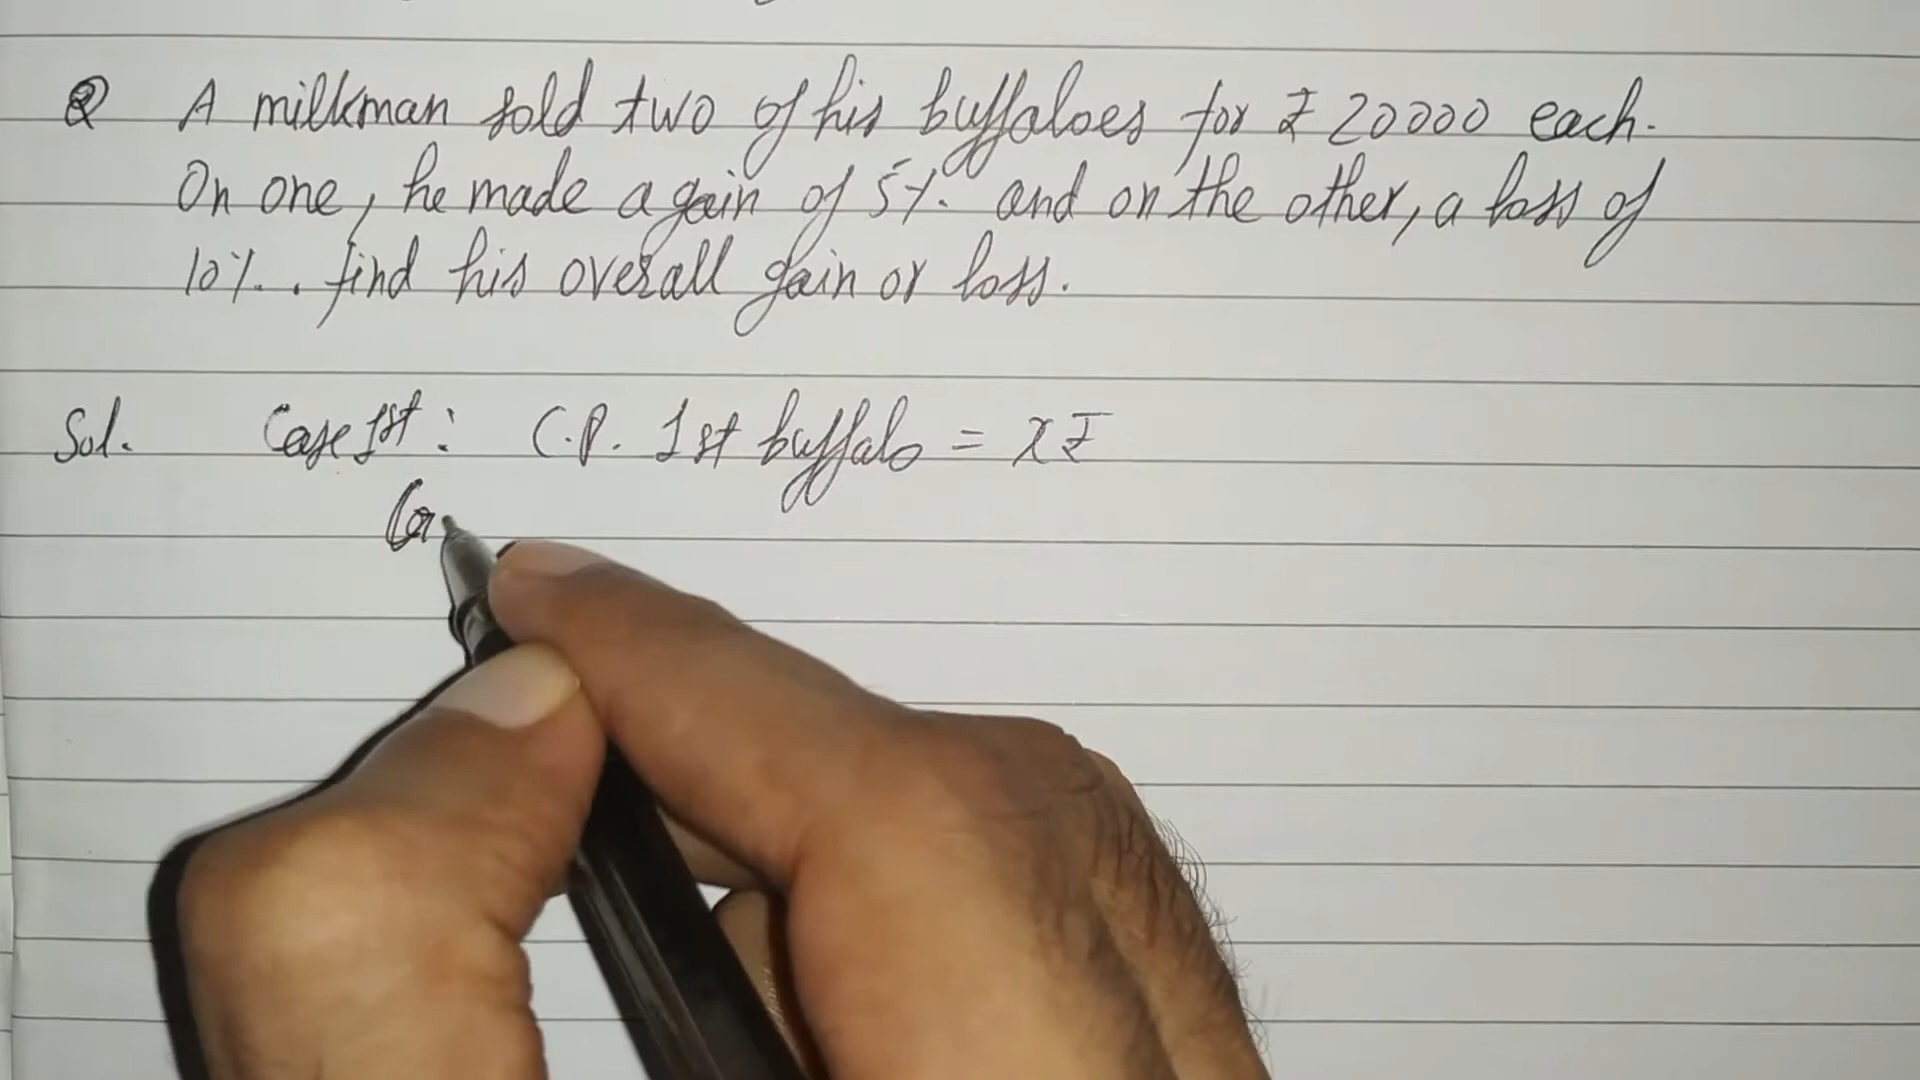 Q A milkman sold two of his buffaloes for ₹ 20000 each.
On one, he made a gain of 5%. and on the other, a loss of
10%. . find his overall gain or loss.
Sol. Case 1st : C.P. 1st buffalo = x ₹
Ga